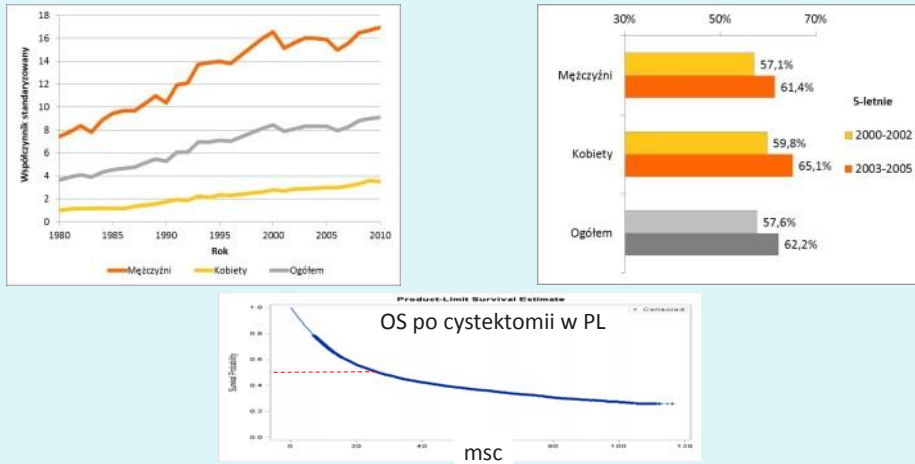 18
16
14
12
10
8
6
4
2
0
Współczynnik standaryzowany
1980 1985 1990 1995 2000 2005 2010
Rok
Mężczyźni Kobiety Ogółem
30% 50% 70%
Mężczyźni
57,1%
61,4%
Kobiety
59,8%
65,1%
Ogółem
57,6%
62,2%
5-letnie
2000-2002
2003-2005
Product-Limit Survival Estimate
OS po cystektomii w PL
+ Censored
1.0
0.8
0.6
0.4
0.2
0.0
Survival Probability
0 20 40 60 80 100 120
msc